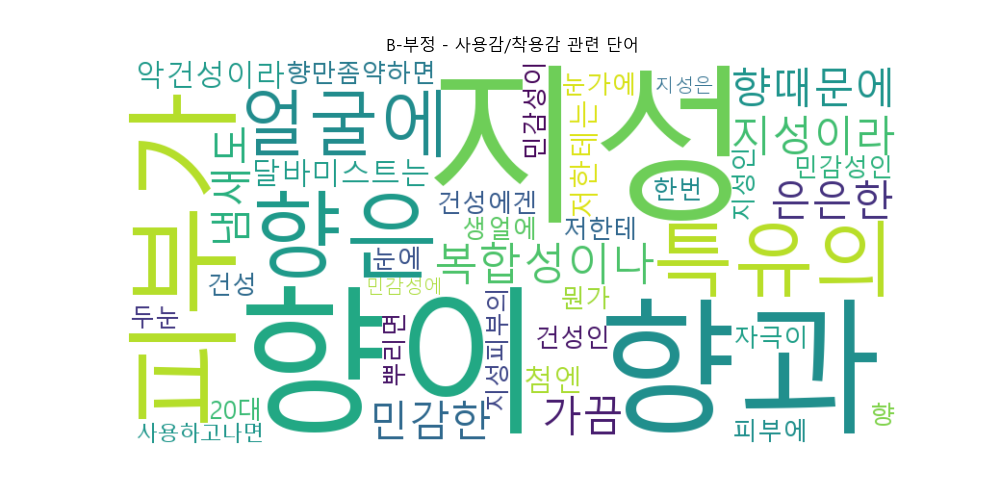 B-부정 - 사용감/착용감 관련 단어
악건성이라
향만좀약하면
지성
민감성이
눈가에
지성은
향때문에
피부가
얼굴에
저한테는
지성이라
냄새도
달바미스트는
지성인
민감성인
한번
은은한
향은
건성에겐
생얼에
저한테
특유의
눈에
복합성이나
건성
민감성에
두눈
향이
뿌리면
지성피부의
뭔가
건성인
향과
자극이
첨엔
20대
민감한
가끔
향
사용하고나면
피부에